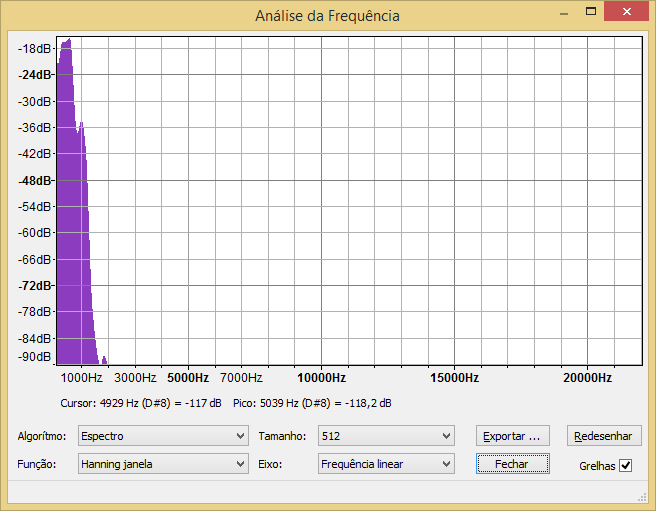 Análise da Frequência
-18dB
-24dB
-30dB
-36dB
-42dB
-48dB
-54dB
-60dB
-66dB
-72dB
-78dB
-84dB
-90dB
1000Hz 3000Hz 5000Hz 7000Hz 10000Hz 15000Hz 20000Hz
Cursor: 4929 Hz (D#8) = -117 dB Pico: 5039 Hz (D#8) = -118,2 dB
Algorítmo: Espectro Tamanho: 512 Exportar ... Redesenhar
Função: Hanning janela Eixo: Frequência linear Fechar Grelhas